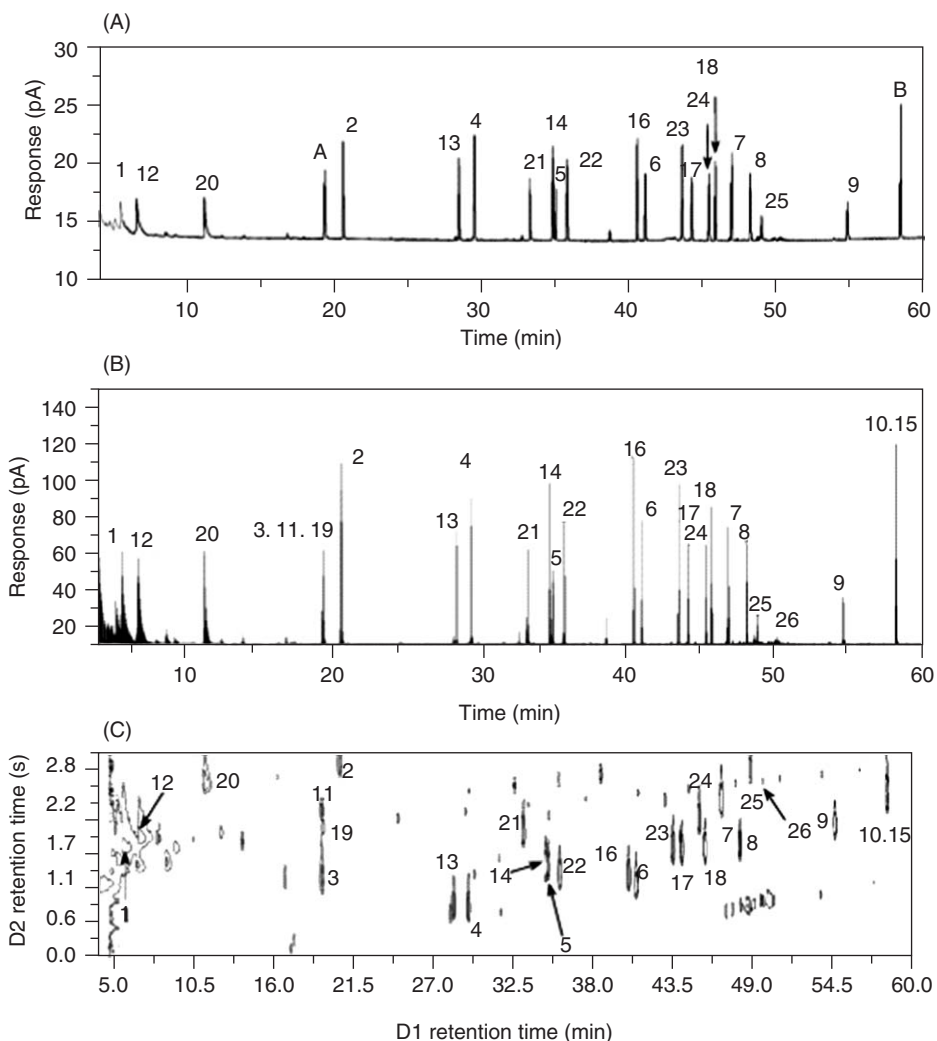 (A)
30
25
20
15
10
Response (pA)
1 12 20 A 2 13 4 21 14 5 22 16 6 23 17 24 18 7 8 25 9 B
10 20 30 40 50 60
Time (min)
(B)
140
120
100
80
60
40
20
Response (pA)
1 12 20 3. 11. 19 2 13 4 21 14 5 22 16 6 23 17 24 18 7 8 25 26 9 10.15
10 20 30 40 50 60
Time (min)
(C)
2.8
2.2
1.7
1.1
0.6
0.0
D2 retention time (s)
12 20 2 11 19 3 1 13 4 21 14 5 22 16 6 23 17 24 18 7 25 8 26 9 10.15
5.0 10.5 16.0 21.5 27.0 32.5 38.0 43.5 49.0 54.5 60.0
D1 retention time (min)